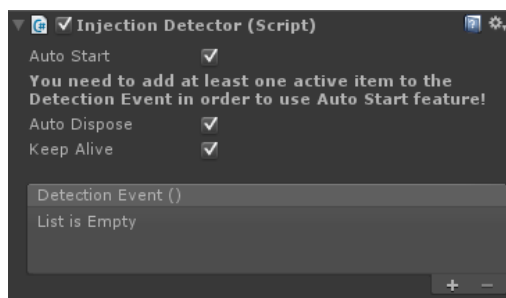 Injection Detector (Script)
Auto Start
You need to add at least one active item to the
Detection Event in order to use Auto Start feature!
Auto Dispose
Keep Alive
Detection Event ()
List is Empty
+ −